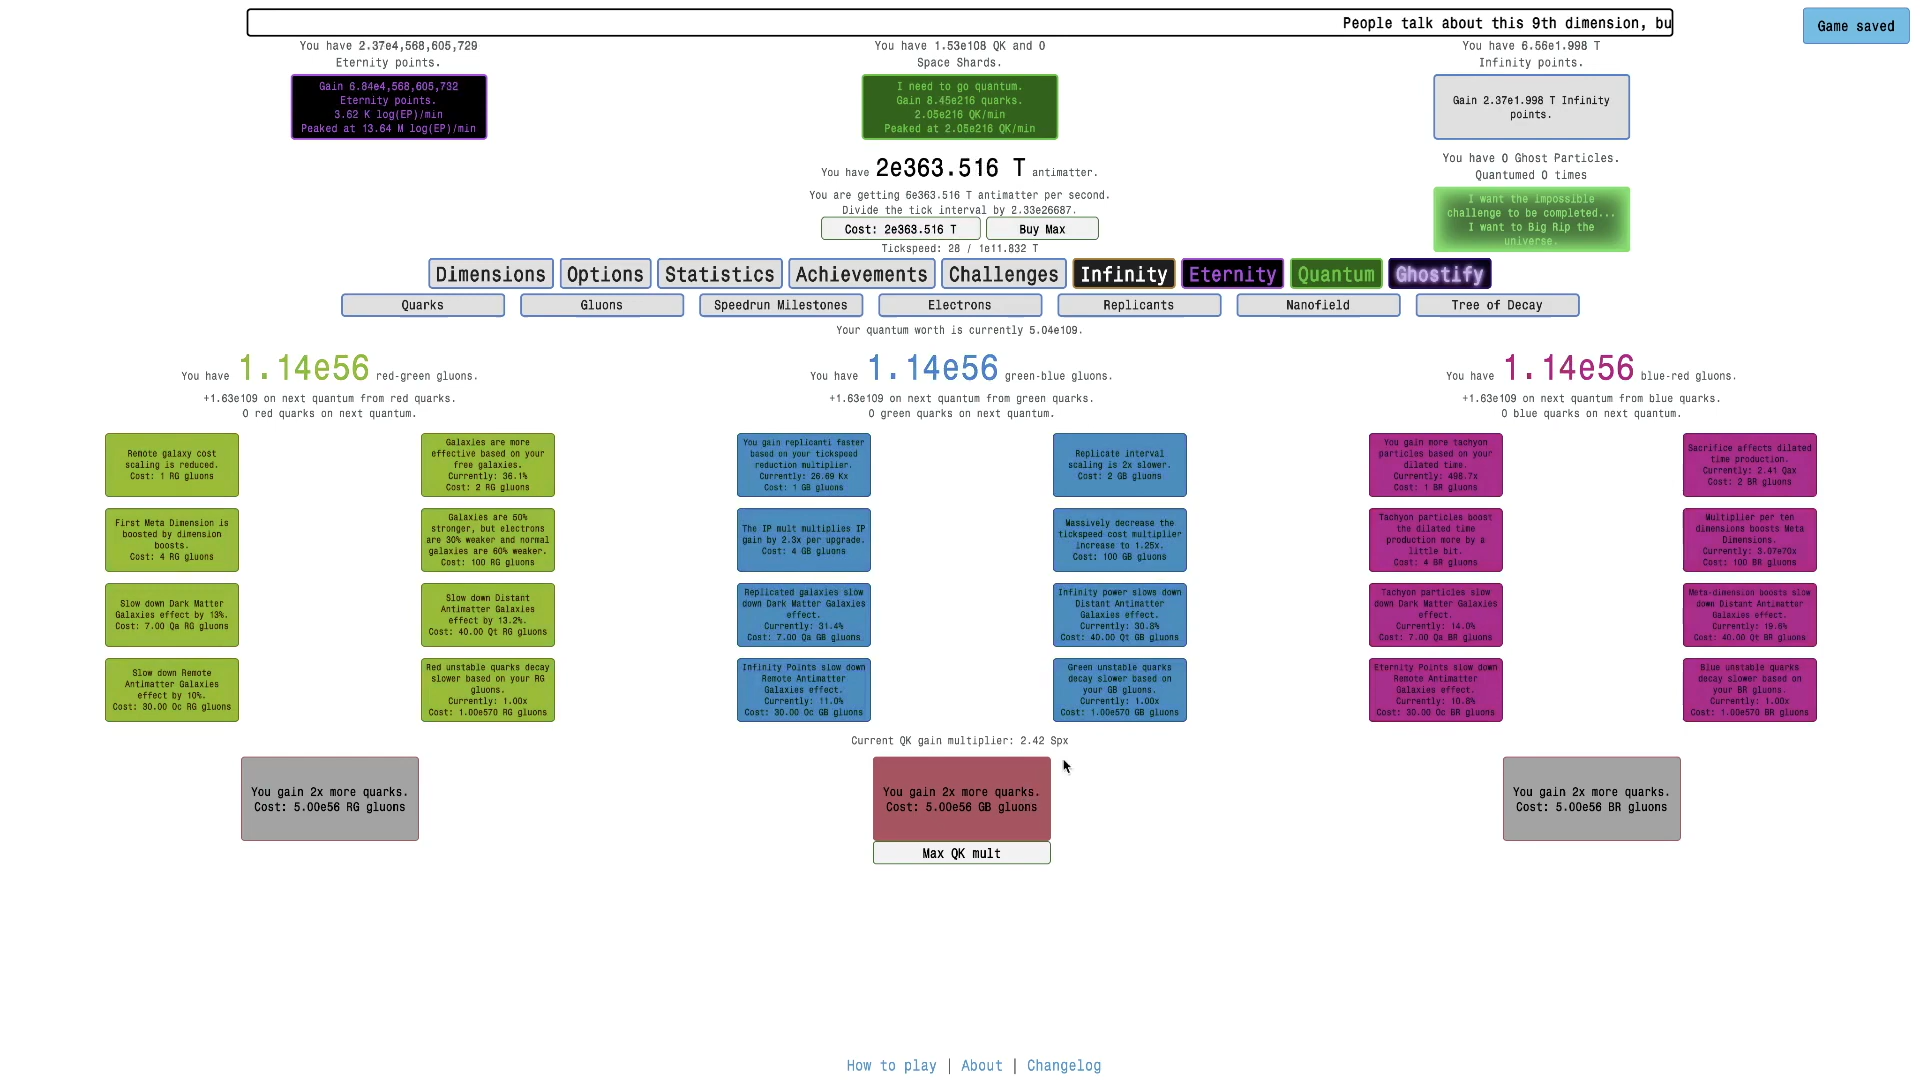 People talk about this 9th dimension, bu
Game saved
You have 2.37e4,568,605,729
Eternity points.
Gain 6.84e4,568,605,732
Eternity points.
3.62 K log(EP)/min
Peaked at 13.64 M log(EP)/min
You have 1.53e108 QK and 0
Space Shards.
I need to go quantum.
Gain 8.45e216 quarks.
2.05e216 QK/min
Peaked at 2.05e216 QK/min
You have 6.56e1.998 T
Infinity points.
Gain 2.37e1.998 T Infinity
points.
You have 2e363.516 T antimatter.
You are getting 6e363.516 T antimatter per second.
Divide the tick interval by 2.33e26687.
Cost: 2e363.516 T
Buy Max
Tickspeed: 28 / 1e11.832 T
You have 0 Ghost Particles.
Quantumed 0 times
I want the impossible
challenge to be completed...
I want to Big Rip the
universe.
Dimensions
Options
Statistics
Achievements
Challenges
Infinity
Eternity
Quantum
Ghostify
Quarks
Gluons
Speedrun Milestones
Electrons
Replicants
Nanofield
Tree of Decay
Your quantum worth is currently 5.04e109.
You have 1.14e56 red-green gluons.
+1.63e109 on next quantum from red quarks.
0 red quarks on next quantum.
You have 1.14e56 green-blue gluons.
+1.63e109 on next quantum from green quarks.
0 green quarks on next quantum.
You have 1.14e56 blue-red gluons.
+1.63e109 on next quantum from blue quarks.
0 blue quarks on next quantum.
Remote galaxy cost
scaling is reduced.
Cost: 1 RG gluons
Galaxies are more
effective based on your
free galaxies.
Currently: 36.1%
Cost: 2 RG gluons
You gain replicanti faster
based on your tickspeed
reduction multiplier.
Currently: 26.69 Kx
Cost: 1 GB gluons
Replicate interval
scaling is 2x slower.
Cost: 2 GB gluons
You gain more tachyon
particles based on your
dilated time.
Currently: 498.7x
Cost: 1 BR gluons
Sacrifice affects dilated
time production.
Currently: 2.41 Qax
Cost: 2 BR gluons
First Meta Dimension is
boosted by dimension
boosts.
Cost: 4 RG gluons
Galaxies are 50%
stronger, but electrons
are 30% weaker and normal
galaxies are 60% weaker.
Cost: 100 RG gluons
The IP mult multiplies IP
gain by 2.3x per upgrade.
Cost: 4 GB gluons
Massively decrease the
tickspeed cost multiplier
increase to 1.25x.
Cost: 100 GB gluons
Tachyon particles boost
the dilated time
production more by a
little bit.
Cost: 4 BR gluons
Multiplier per ten
dimensions boosts Meta
Dimensions.
Currently: 3.07e70x
Cost: 100 BR gluons
Slow down Dark Matter
Galaxies effect by 13%.
Cost: 7.00 Qa RG gluons
Slow down Distant
Antimatter Galaxies
effect by 13.2%.
Cost: 40.00 Qt RG gluons
Replicated galaxies slow
down Dark Matter Galaxies
effect.
Currently: 31.4%
Cost: 7.00 Qa GB gluons
Infinity power slows down
Distant Antimatter
Galaxies effect.
Currently: 30.8%
Cost: 40.00 Qt GB gluons
Tachyon particles slow
down Dark Matter Galaxies
effect.
Currently: 14.0%
Cost: 7.00 Qa BR gluons
Meta-dimension boosts slow
down Distant Antimatter
Galaxies effect.
Currently: 19.6%
Cost: 40.00 Qt BR gluons
Slow down Remote
Antimatter Galaxies
effect by 10%.
Cost: 30.00 Oc RG gluons
Red unstable quarks decay
slower based on your RG
gluons.
Currently: 1.00x
Cost: 1.00e570 RG gluons
Infinity Points slow down
Remote Antimatter
Galaxies effect.
Currently: 11.0%
Cost: 30.00 Oc GB gluons
Green unstable quarks
decay slower based on
your GB gluons.
Currently: 1.00x
Cost: 1.00e570 GB gluons
Eternity Points slow down
Remote Antimatter
Galaxies effect.
Currently: 10.8%
Cost: 30.00 Oc BR gluons
Blue unstable quarks
decay slower based on
your BR gluons.
Currently: 1.00x
Cost: 1.00e570 BR gluons
Current QK gain multiplier: 2.42 Spx
You gain 2x more quarks.
Cost: 5.00e56 RG gluons
You gain 2x more quarks.
Cost: 5.00e56 GB gluons
You gain 2x more quarks.
Cost: 5.00e56 BR gluons
Max QK mult
How to play | About | Changelog